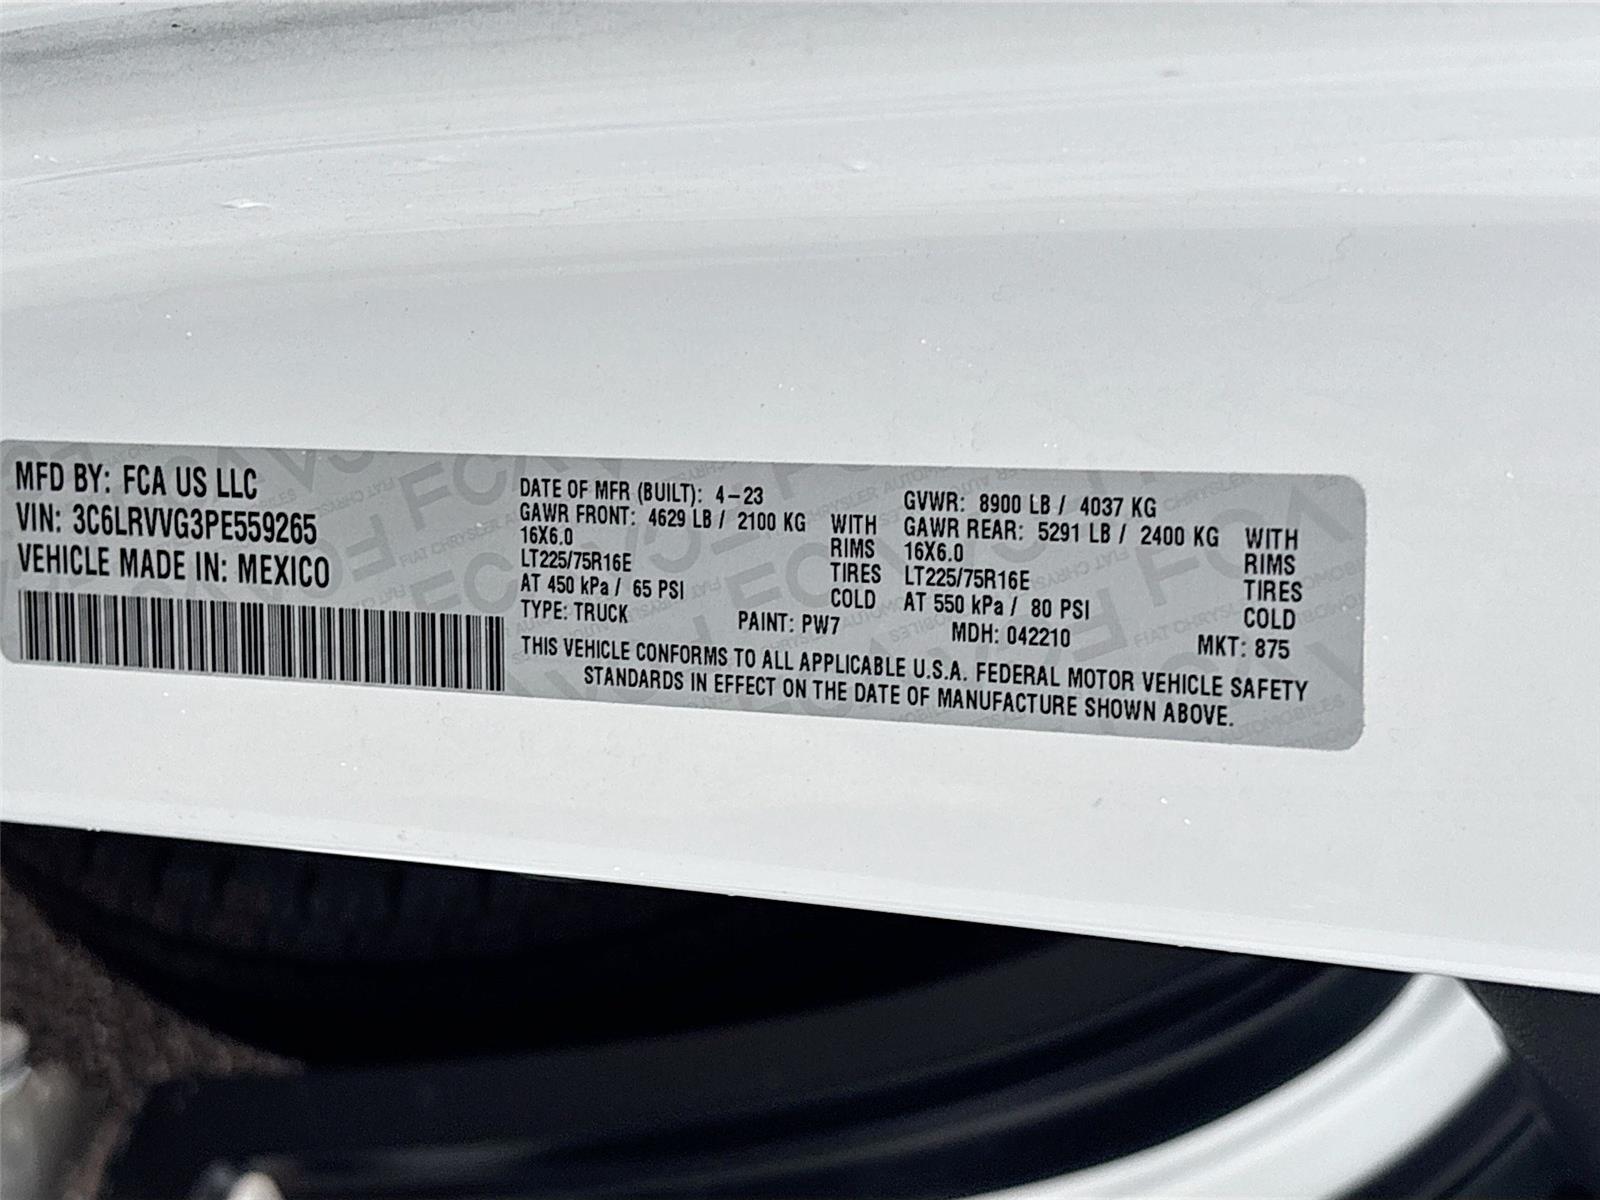 MFD BY: FCA US LLC
VIN: 3C6LRVVG3PE559265
VEHICLE MADE IN: MEXICO
DATE OF MFR (BUILT): 4-23
GAWR FRONT: 4629 LB / 2100 KG WITH
16X6.0 RIMS
LT225/75R16E TIRES
AT 450 kPa / 65 PSI COLD
GVWR: 8900 LB / 4037 KG
GAWR REAR: 5291 LB / 2400 KG WITH
16X6.0 RIMS
LT225/75R16E TIRES
AT 550 kPa / 80 PSI COLD
TYPE: TRUCK PAINT: PW7 MDH: 042210 MKT: 875
THIS VEHICLE CONFORMS TO ALL APPLICABLE U.S.A. FEDERAL MOTOR VEHICLE SAFETY
STANDARDS IN EFFECT ON THE DATE OF MANUFACTURE SHOWN ABOVE.